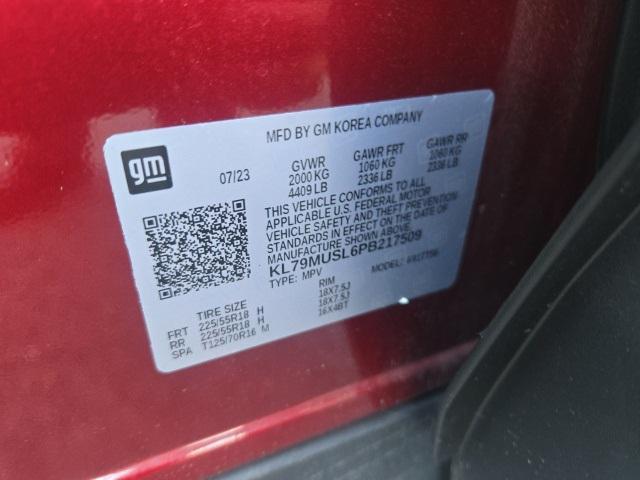 MFD BY GM KOREA COMPANY
gm
07/23
GVWR GAWR FRT GAWR RR
2000 KG 1060 KG 1060 KG
4409 LB 2336 LB 2336 LB
THIS VEHICLE CONFORMS TO ALL
APPLICABLE U.S. FEDERAL MOTOR
VEHICLE SAFETY AND THEFT PREVENTION
STANDARDS IN EFFECT ON THE DATE OF
MANUFACTURE SHOWN ABOVE.
KL79MUSL6PB217509
TYPE: MPV MODEL:
TIRE SIZE RIM
FRT 225/55R18 H 18X7.5J
RR 225/55R18 H 18X7.5J
SPA T125/70R16 M 16X4BT